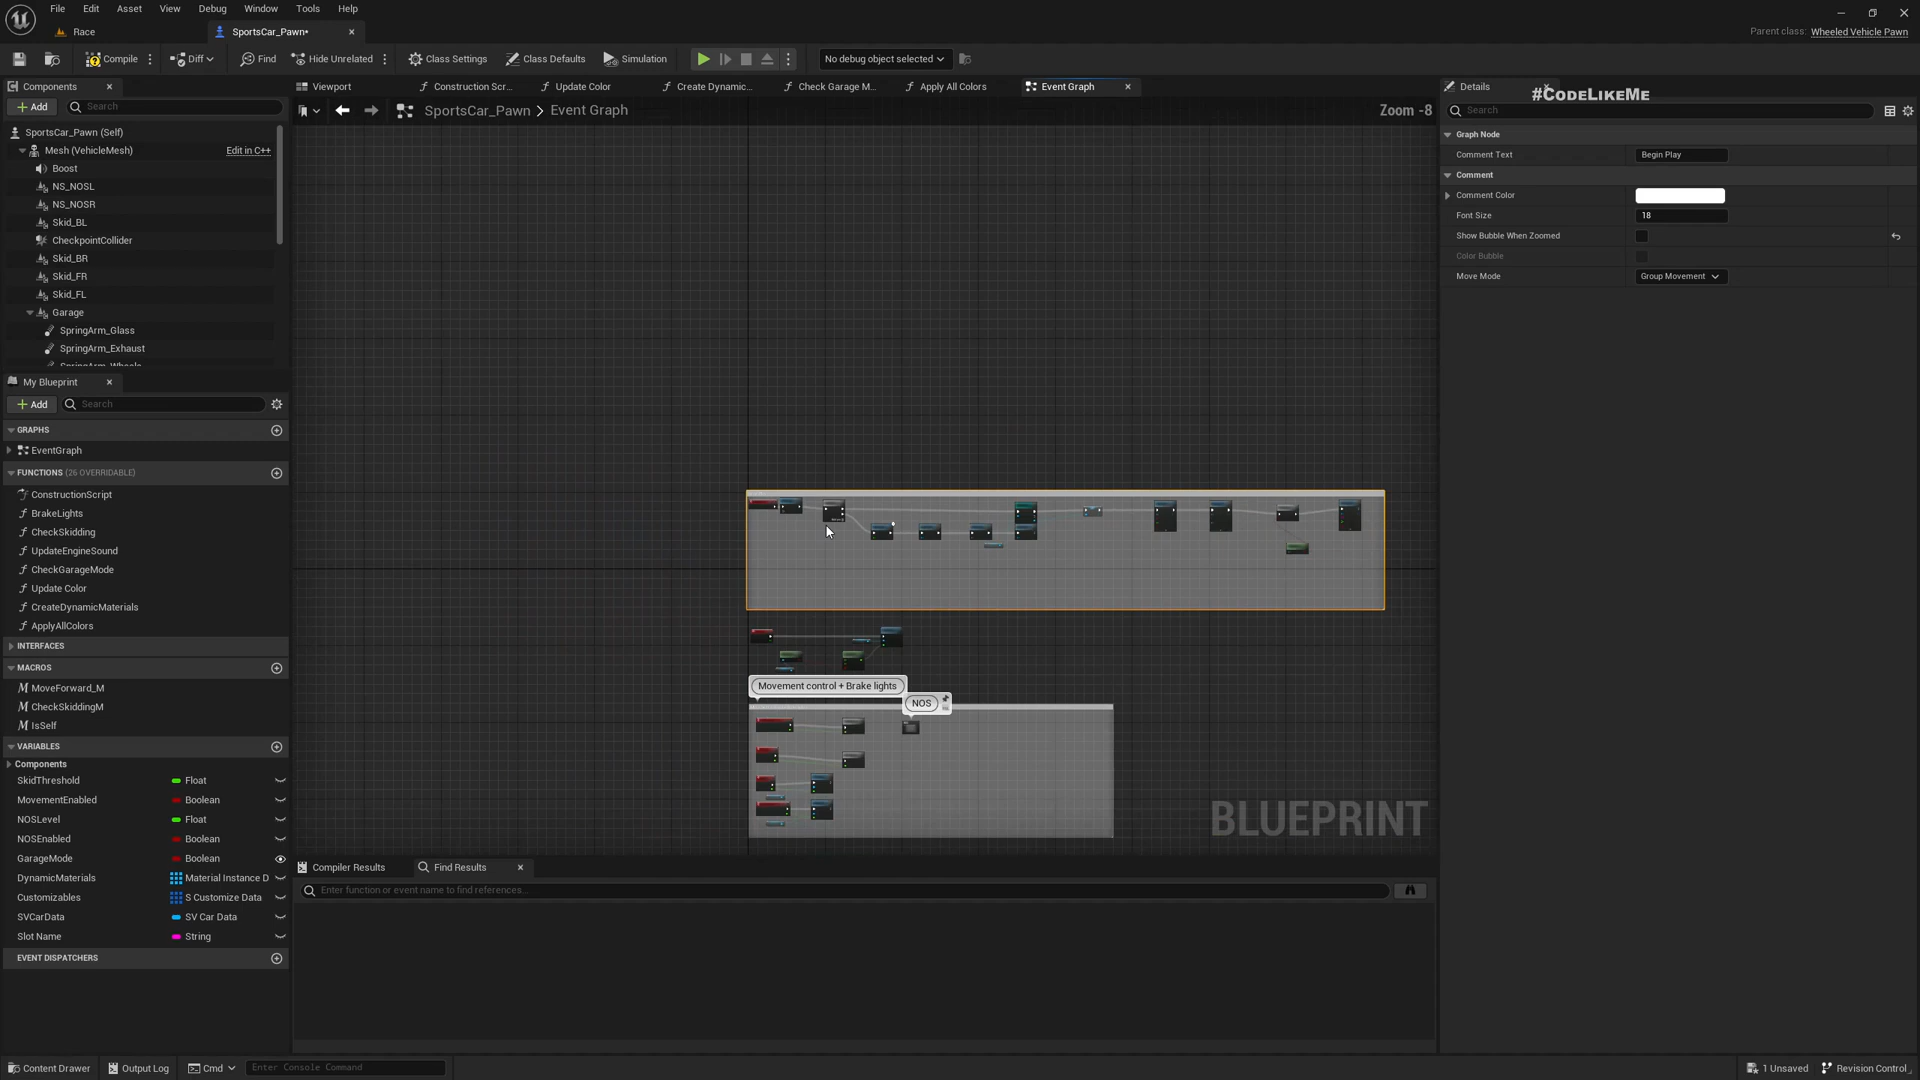 File Edit Asset View Debug Window Tools Help
Race
SportsCar_Pawn•
Parent class: Wheeled Vehicle Pawn
Compile Diff Find Hide Unrelated Class Settings Class Defaults Simulation No debug object selected
Components
Add Search
SportsCar_Pawn (Self)
Mesh (VehicleMesh) Edit in C++
Boost
NS_NOSL
NS_NOSR
Skid_BL
CheckpointCollider
Skid_BR
Skid_FR
Skid_FL
Garage
SpringArm_Glass
SpringArm_Exhaust
SpringArm_Wheels
My Blueprint
Add Search
GRAPHS
EventGraph
FUNCTIONS (26 OVERRIDABLE)
ConstructionScript
BrakeLights
CheckSkidding
UpdateEngineSound
CheckGarageMode
Update Color
CreateDynamicMaterials
ApplyAllColors
INTERFACES
MACROS
MoveForward_M
CheckSkiddingM
IsSelf
VARIABLES
Components
SkidThreshold Float
MovementEnabled Boolean
NOSLevel Float
NOSEnabled Boolean
GarageMode Boolean
DynamicMaterials Material Instance D
Customizables S Customize Data
SVCarData SV Car Data
Slot Name String
EVENT DISPATCHERS
Viewport Construction Scr... Update Color Create Dynamic... Check Garage M... Apply All Colors Event Graph
SportsCar_Pawn > Event Graph Zoom -8
Movement control + Brake lights
NOS
BLUEPRINT
Compiler Results Find Results
Enter function or event name to find references...
Details
#CODELIKEME
Search
Graph Node
Comment Text Begin Play
Comment
Comment Color
Font Size 18
Show Bubble When Zoomed
Color Bubble
Move Mode Group Movement
Content Drawer Output Log Cmd Enter Console Command 1 Unsaved Revision Control